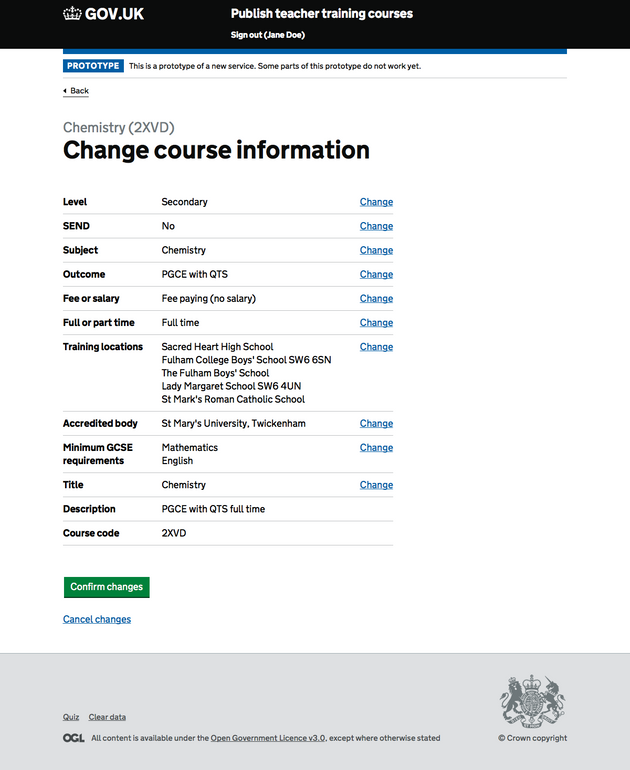 GOV.UK
Publish teacher training courses
Sign out (Jane Doe)
PROTOTYPE This is a prototype of a new service. Some parts of this prototype do not work yet.
Back
Chemistry (2XVD)
Change course information
Level Secondary Change
SEND No Change
Subject Chemistry Change
Outcome PGCE with QTS Change
Fee or salary Fee paying (no salary) Change
Full or part time Full time Change
Training locations Sacred Heart High School Change
Fulham College Boys' School SW6 6SN
The Fulham Boys' School
Lady Margaret School SW6 4UN
St Mark's Roman Catholic School
Accredited body St Mary's University, Twickenham Change
Minimum GCSE Mathematics Change
requirements English
Title Chemistry Change
Description PGCE with QTS full time
Course code 2XVD
Confirm changes
Cancel changes
Quiz Clear data
OGL All content is available under the Open Government Licence v3.0, except where otherwise stated
© Crown copyright